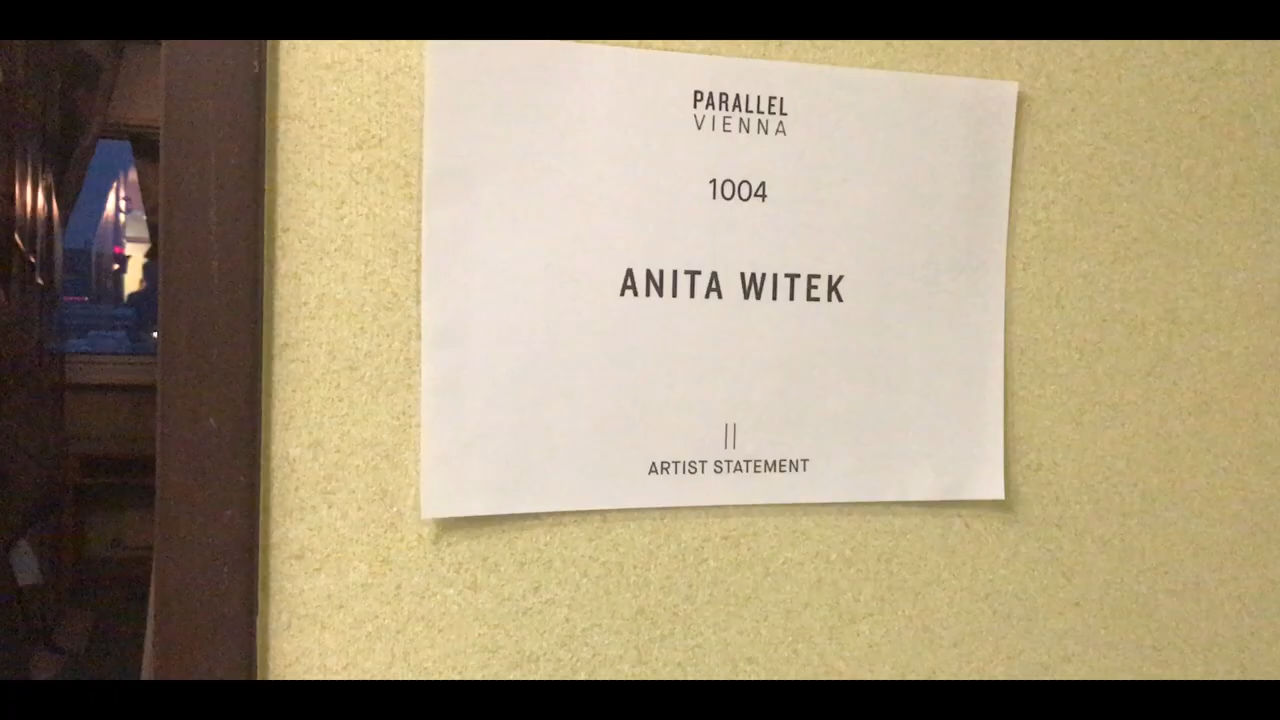 PARALLEL
VIENNA
1004
ANITA WITEK
||
ARTIST STATEMENT